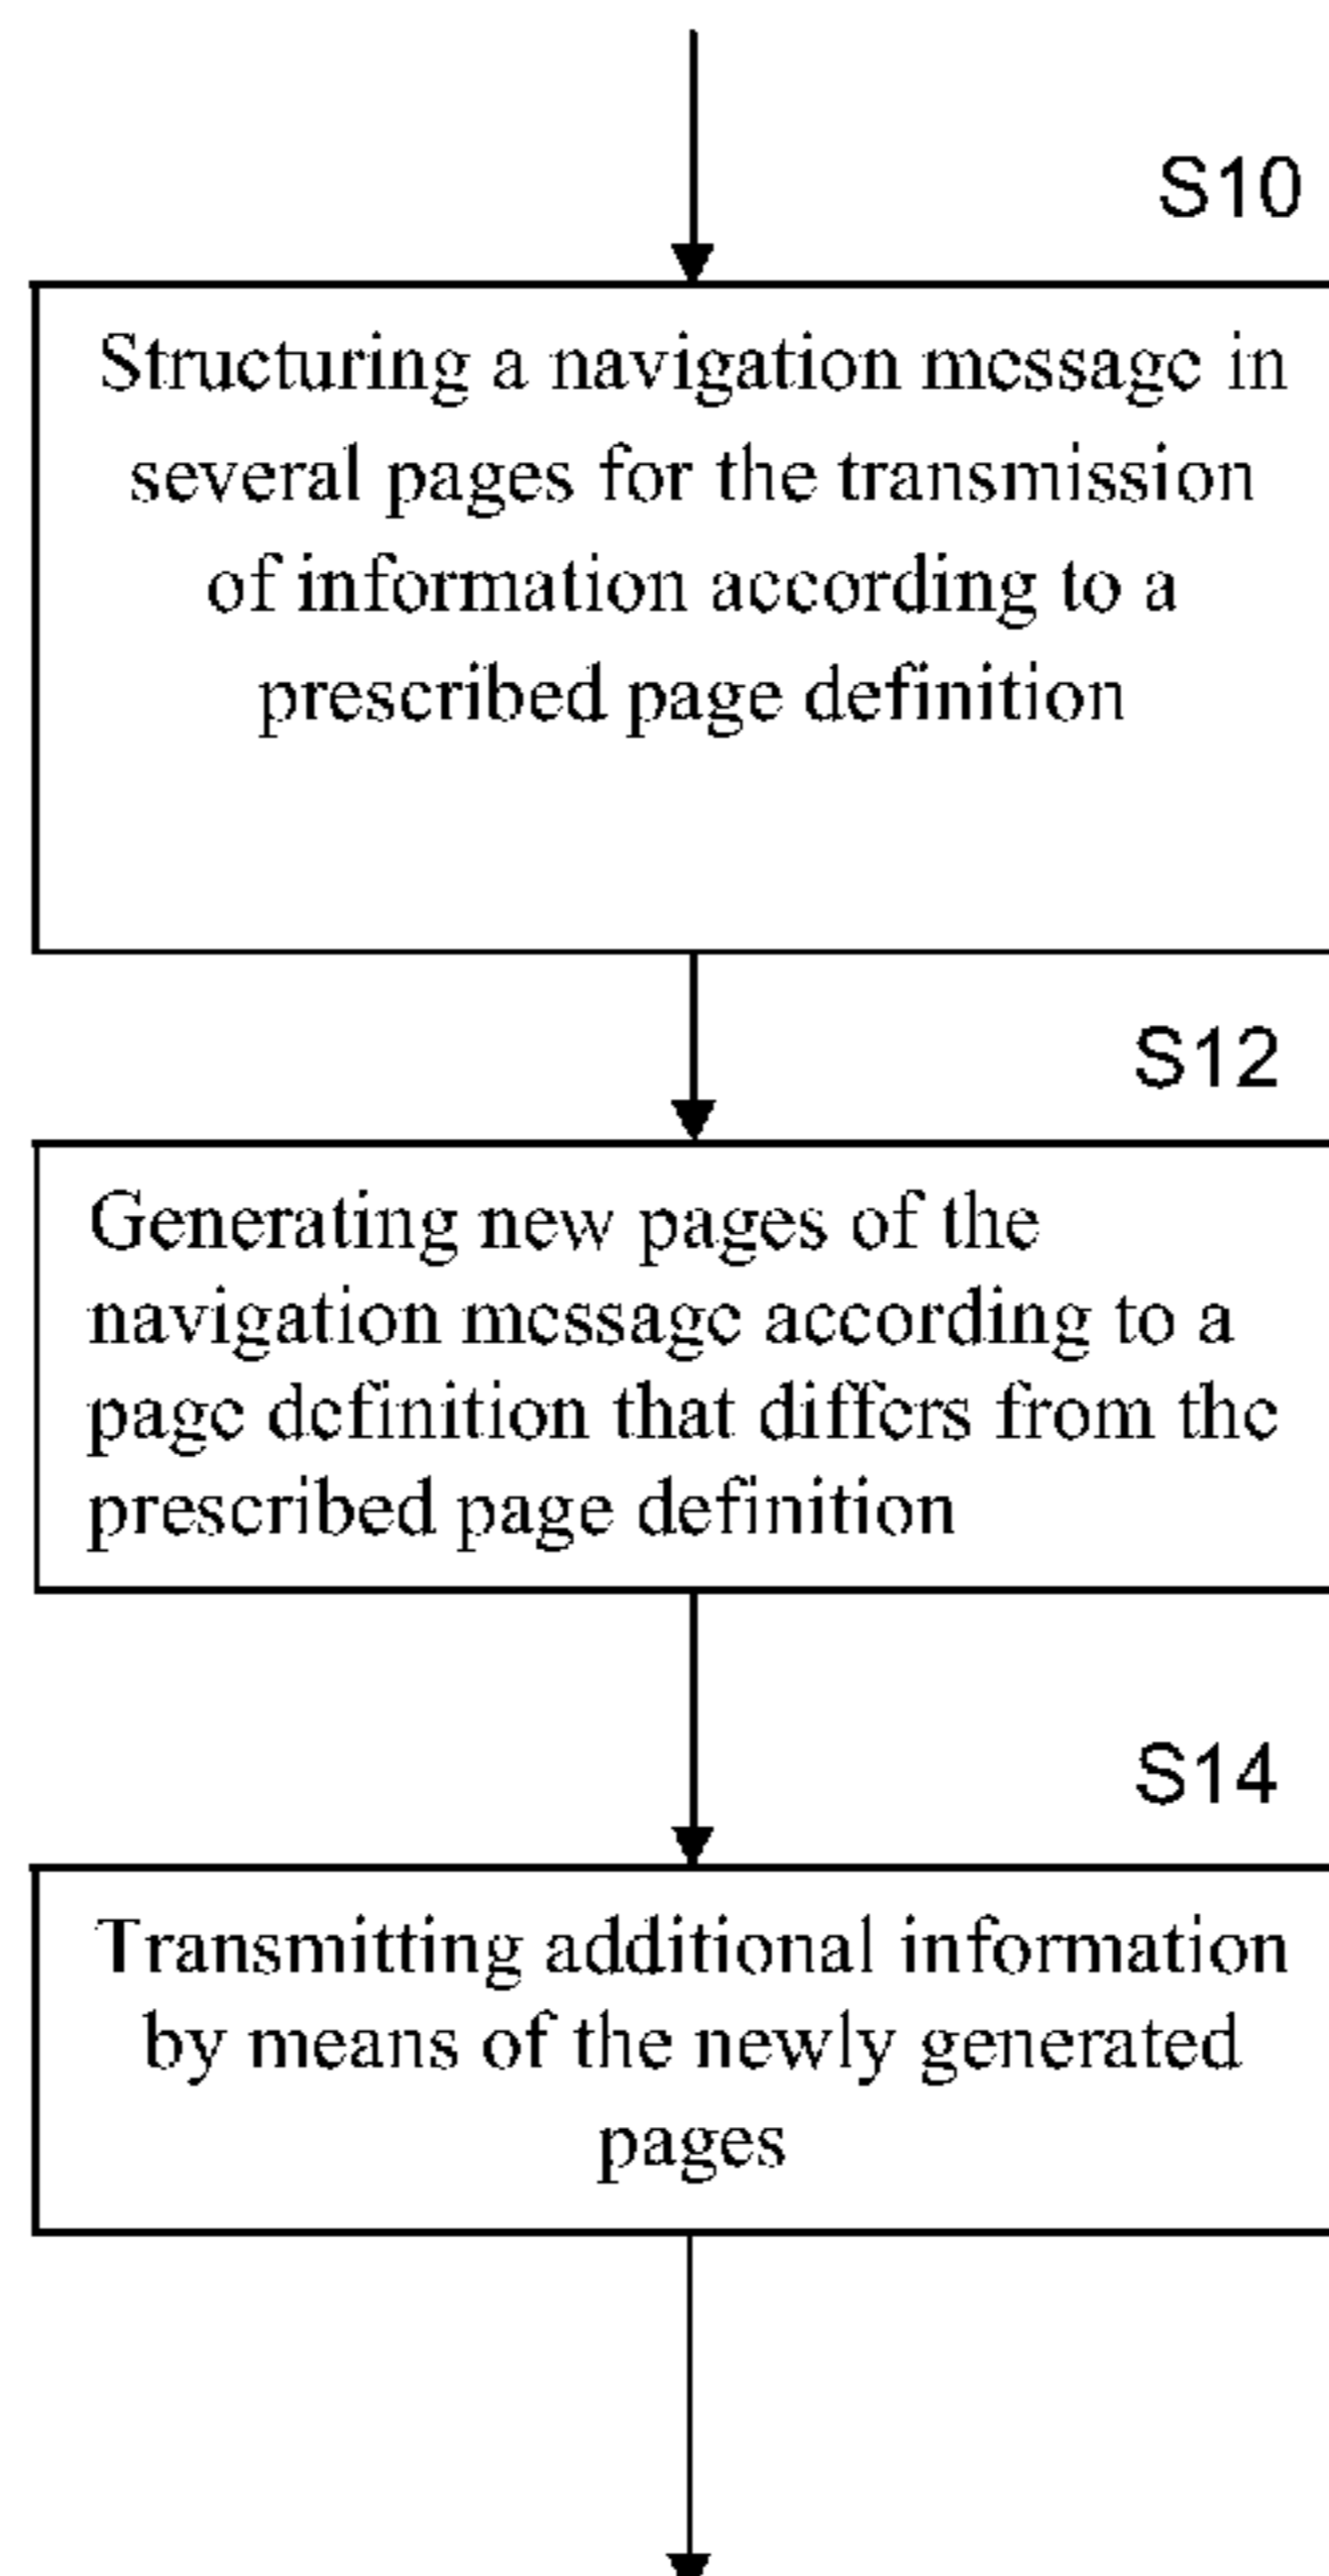 S10
Structuring a navigation message in
several pages for the transmission
of information according to a
prescribed page definition
S12
Generating new pages of the
navigation message according to a
page definition that differs from the
prescribed page definition
S14
Transmitting additional information
by means of the newly generated
pages